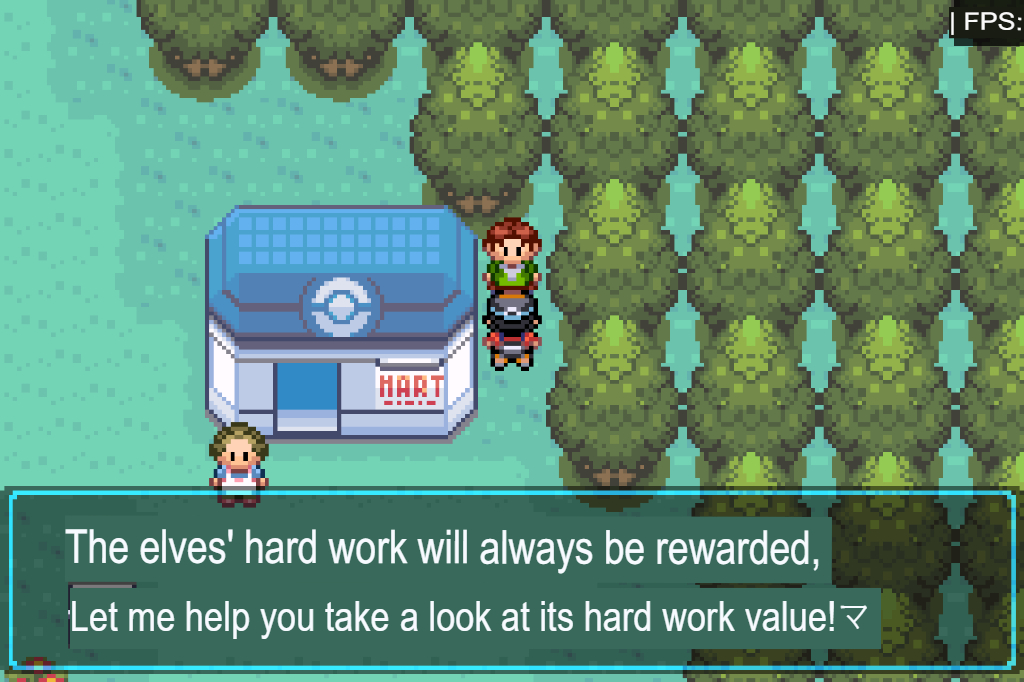 | FPS:
MART
The elves' hard work will always be rewarded,
Let me help you take a look at its hard work value!マ